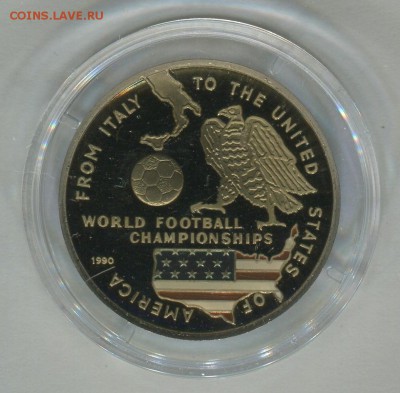 COINS.LAVE.RU
FROM ITALY TO THE UNITED STATES OF AMERICA
WORLD FOOTBALL
CHAMPIONSHIPS
1990